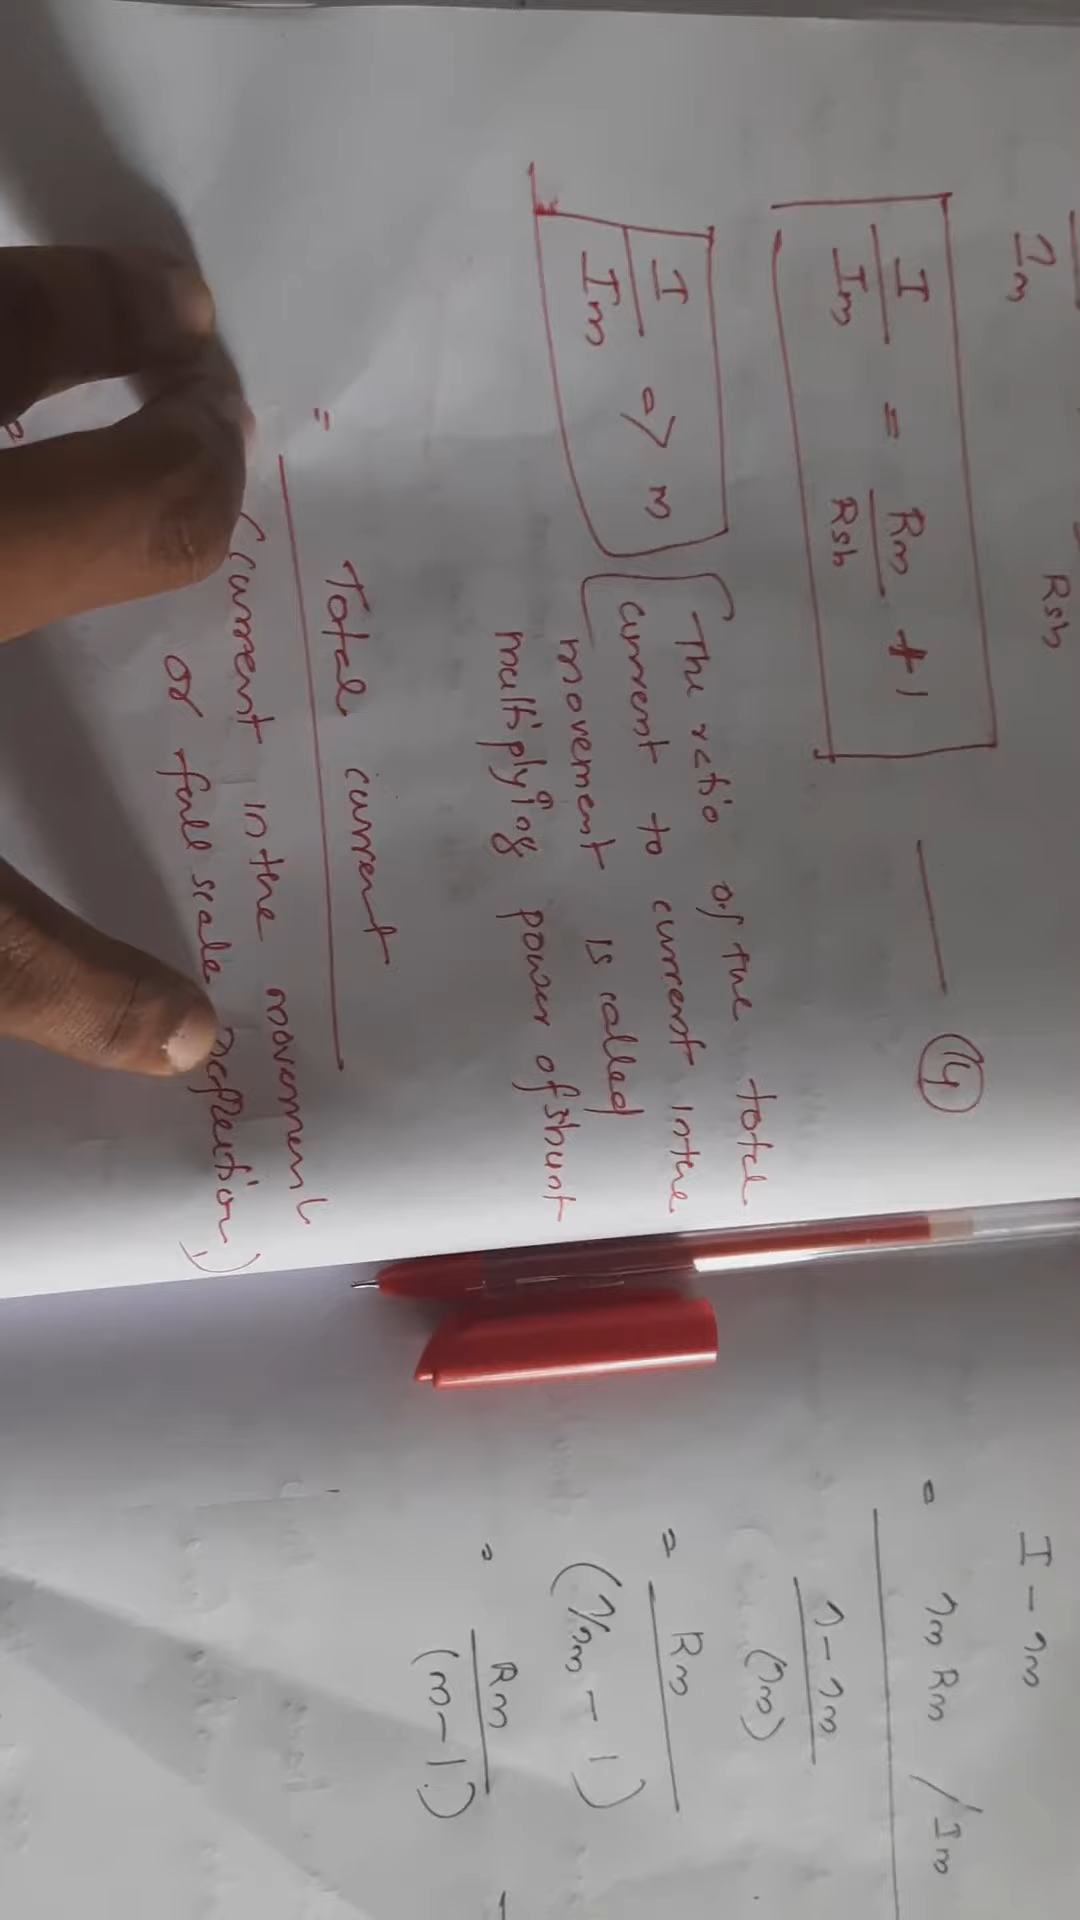 Im
Rsh
I/Im = Rm/Rsh + 1 — (14)
I/Im => m
(The ratio of the total
current to current in the
movement is called
multiplying power of shunt
= Total current
(current in the movement
or full scale Deflection)
I - Im
= Im Rm / Im
I - Im
(Im)
= Rm
(I/Im - 1)
= Rm
(m-1)